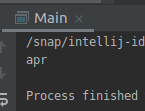 Main
/snap/intellij-id
apr
Process finished